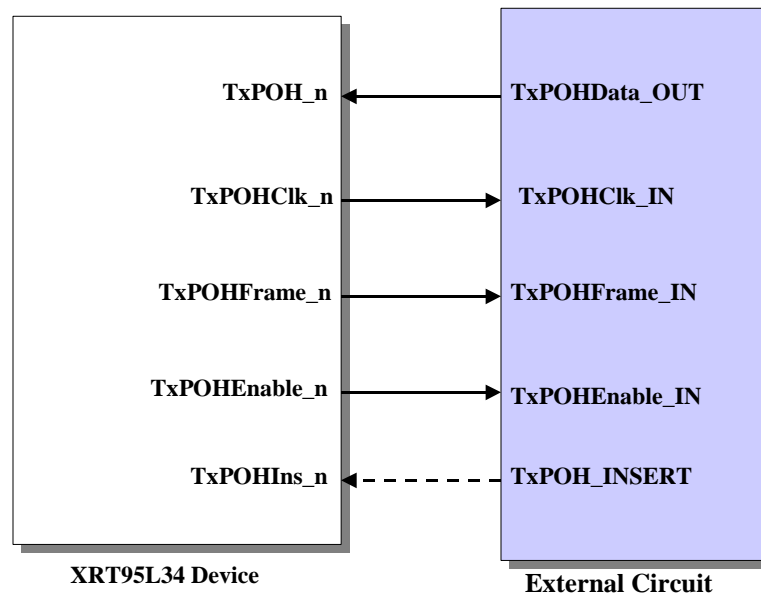 TxPOH_n TxPOHData_OUT
TxPOHClk_n TxPOHClk_IN
TxPOHFrame_n TxPOHFrame_IN
TxPOHEnable_n TxPOHEnable_IN
TxPOHIns_n TxPOH_INSERT
XRT95L34 Device External Circuit